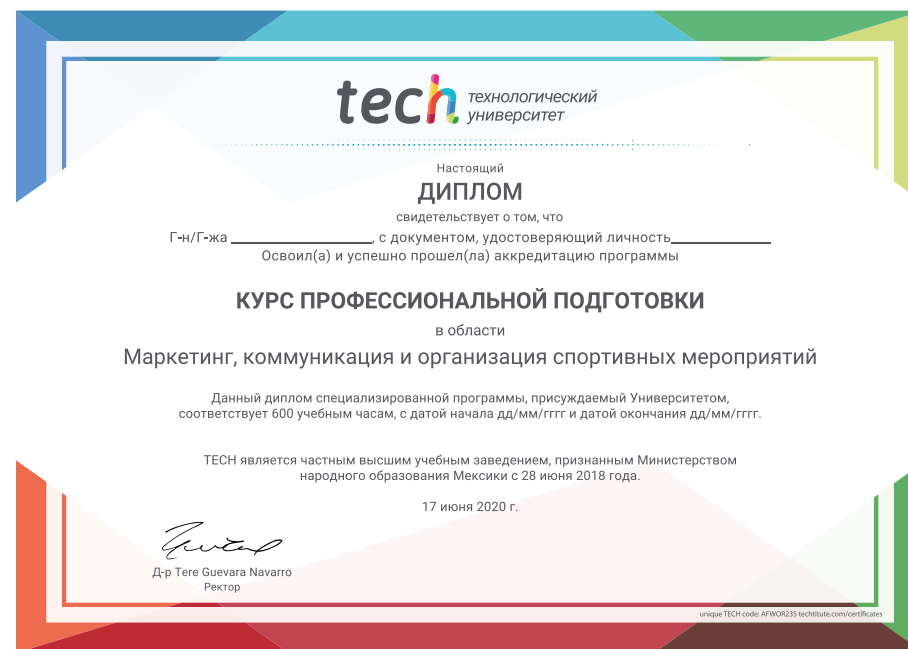 tech технологический
университет
Настоящий
ДИПЛОМ
свидетельствует о том, что
Г-н/Г-жа ____________________, с документом, удостоверяющий личность______________
Освоил(а) и успешно прошел(ла) аккредитацию программы
КУРС ПРОФЕССИОНАЛЬНОЙ ПОДГОТОВКИ
в области
Маркетинг, коммуникация и организация спортивных мероприятий
Данный диплом специализированной программы, присуждаемый Университетом,
соответствует 600 учебным часам, с датой начала дд/мм/гггг и датой окончания дд/мм/гггг.
TECH является частным высшим учебным заведением, признанным Министерством
народного образования Мексики с 28 июня 2018 года.
17 июня 2020 г.
Д-р Tere Guevara Navarro
Ректор
unique TECH code: AFWOR23S techtitute.com/certificates